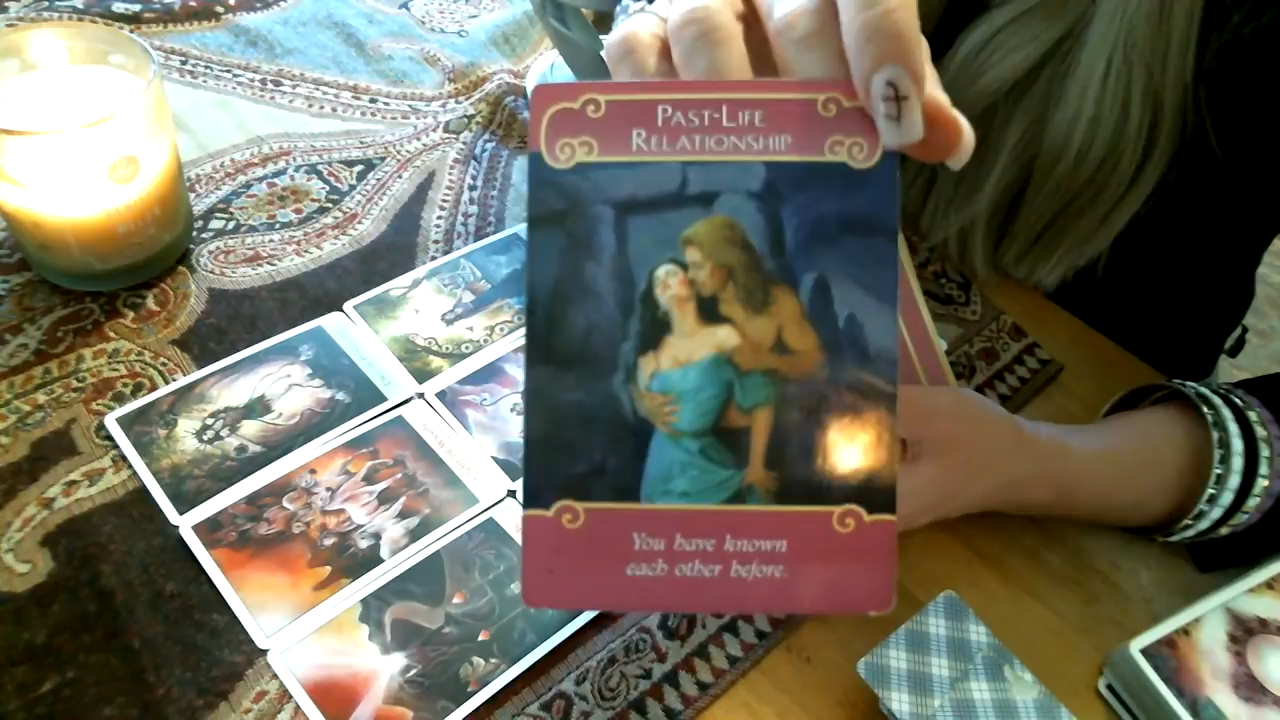 PAST-LIFE
RELATIONSHIP
You have known
each other before.